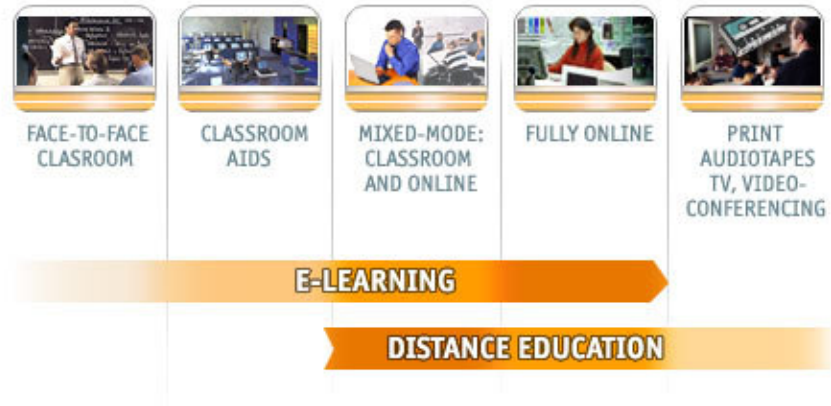 FACE-TO-FACE
CLASROOM
CLASSROOM
AIDS
MIXED-MODE:
CLASSROOM
AND ONLINE
FULLY ONLINE
PRINT
AUDIOTAPES
TV, VIDEO-
CONFERENCING
E-LEARNING
DISTANCE EDUCATION